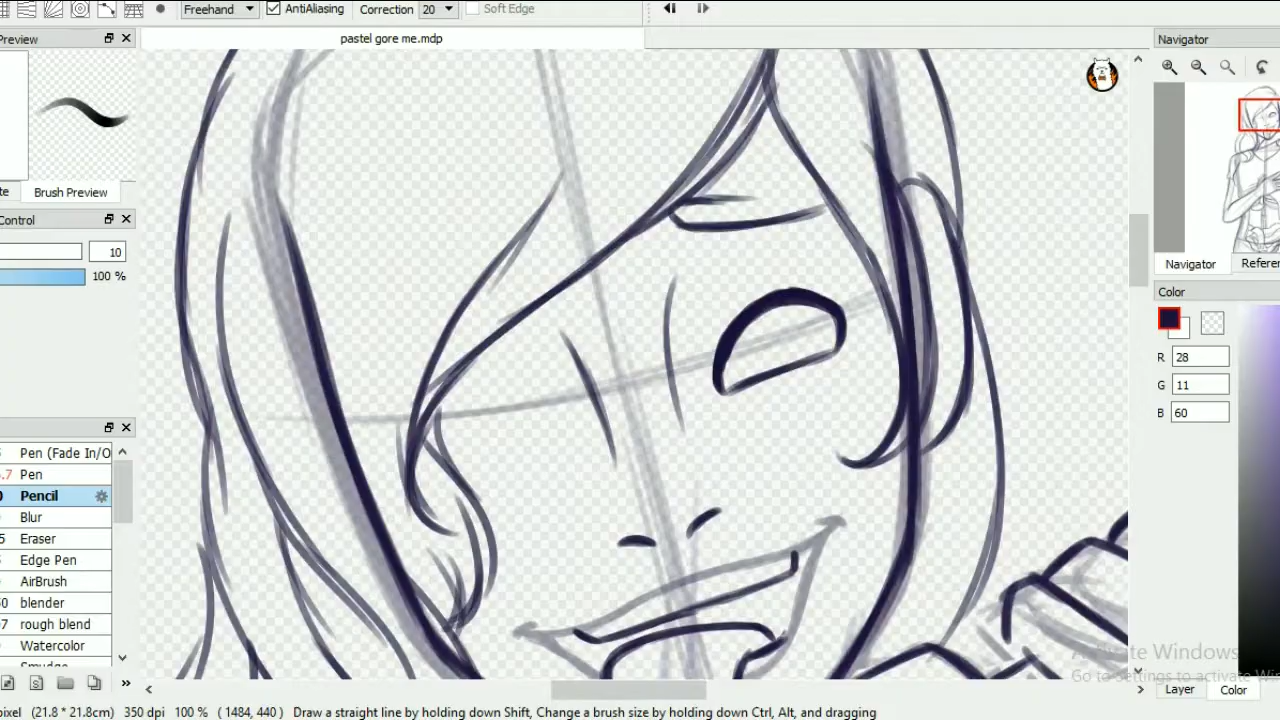 Freehand AntiAliasing Correction 20 Soft Edge
Preview
pastel gore me.mdp
Navigator
Brush Preview
Control
10
100 %
Navigator
Color
R 28
G 11
B 60
Pen (Fade In/O
Pen
Pencil
Blur
Eraser
Edge Pen
AirBrush
blender
rough blend
Watercolor
Smudge
Activate Windows
Go to Settings to activate Win
Layer Color
pixel (21.8 * 21.8cm) 350 dpi 100 % ( 1484, 440 ) Draw a straight line by holding down Shift, Change a brush size by holding down Ctrl, Alt, and dragging